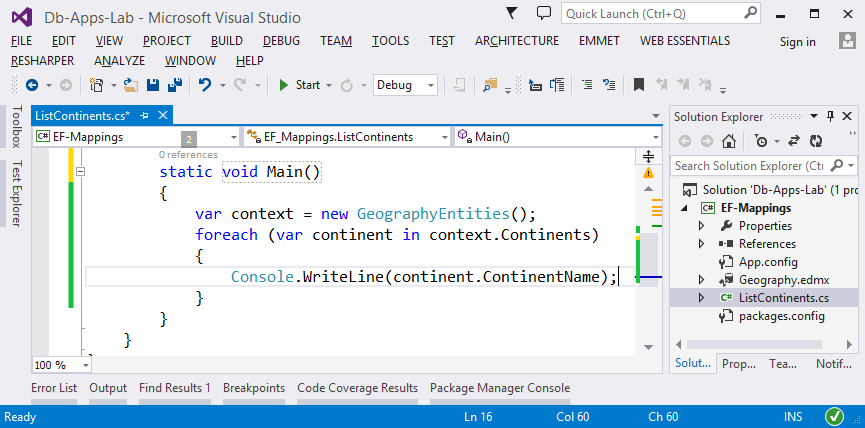 Db-Apps-Lab - Microsoft Visual Studio
Quick Launch (Ctrl+Q)
FILE EDIT VIEW PROJECT BUILD DEBUG TEAM TOOLS TEST ARCHITECTURE EMMET WEB ESSENTIALS Sign in
RESHARPER ANALYZE WINDOW HELP
Start Debug
Toolbox
Test Explorer
ListContinents.cs*
C# EF-Mappings 2 EF_Mappings.ListContinents Main()
0 references
static void Main()
{
var context = new GeographyEntities();
foreach (var continent in context.Continents)
{
Console.WriteLine(continent.ContinentName);
}
}
}
100 %
Solution Explorer
Search Solution Explorer (Ctrl
Solution 'Db-Apps-Lab' (1 pro
C# EF-Mappings
Properties
References
App.config
Geography.edmx
C# ListContinents.cs
packages.config
Solut... Prop... Tea... Notif...
Error List Output Find Results 1 Breakpoints Code Coverage Results Package Manager Console
Ready Ln 16 Col 60 Ch 60 INS